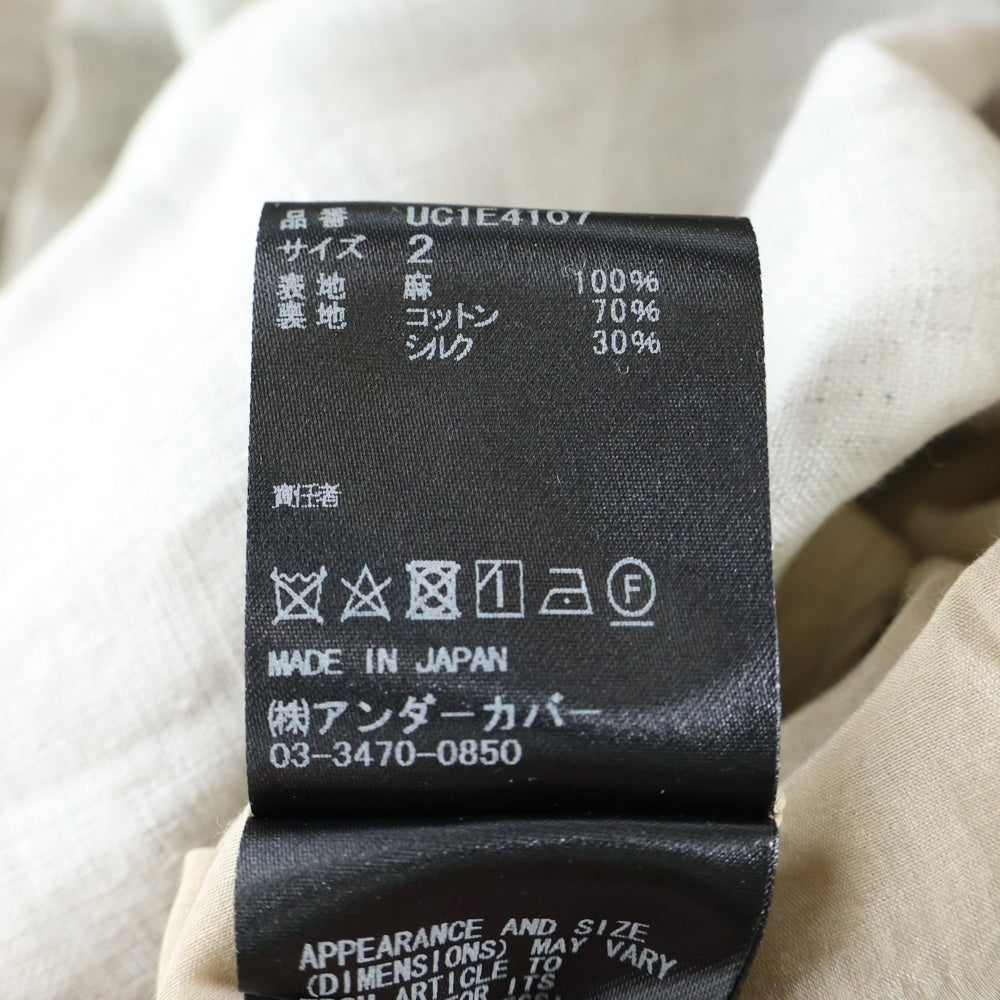 品番 UC1E4107
サイズ 2
表地 麻 100%
裏地 コットン 70%
シルク 30%
責任者
F
MADE IN JAPAN
(株)アンダーカバー
03-3470-0850
APPEARANCE AND SIZE
(DIMENSIONS) MAY VARY
ARTICLE TO
FOR ITS